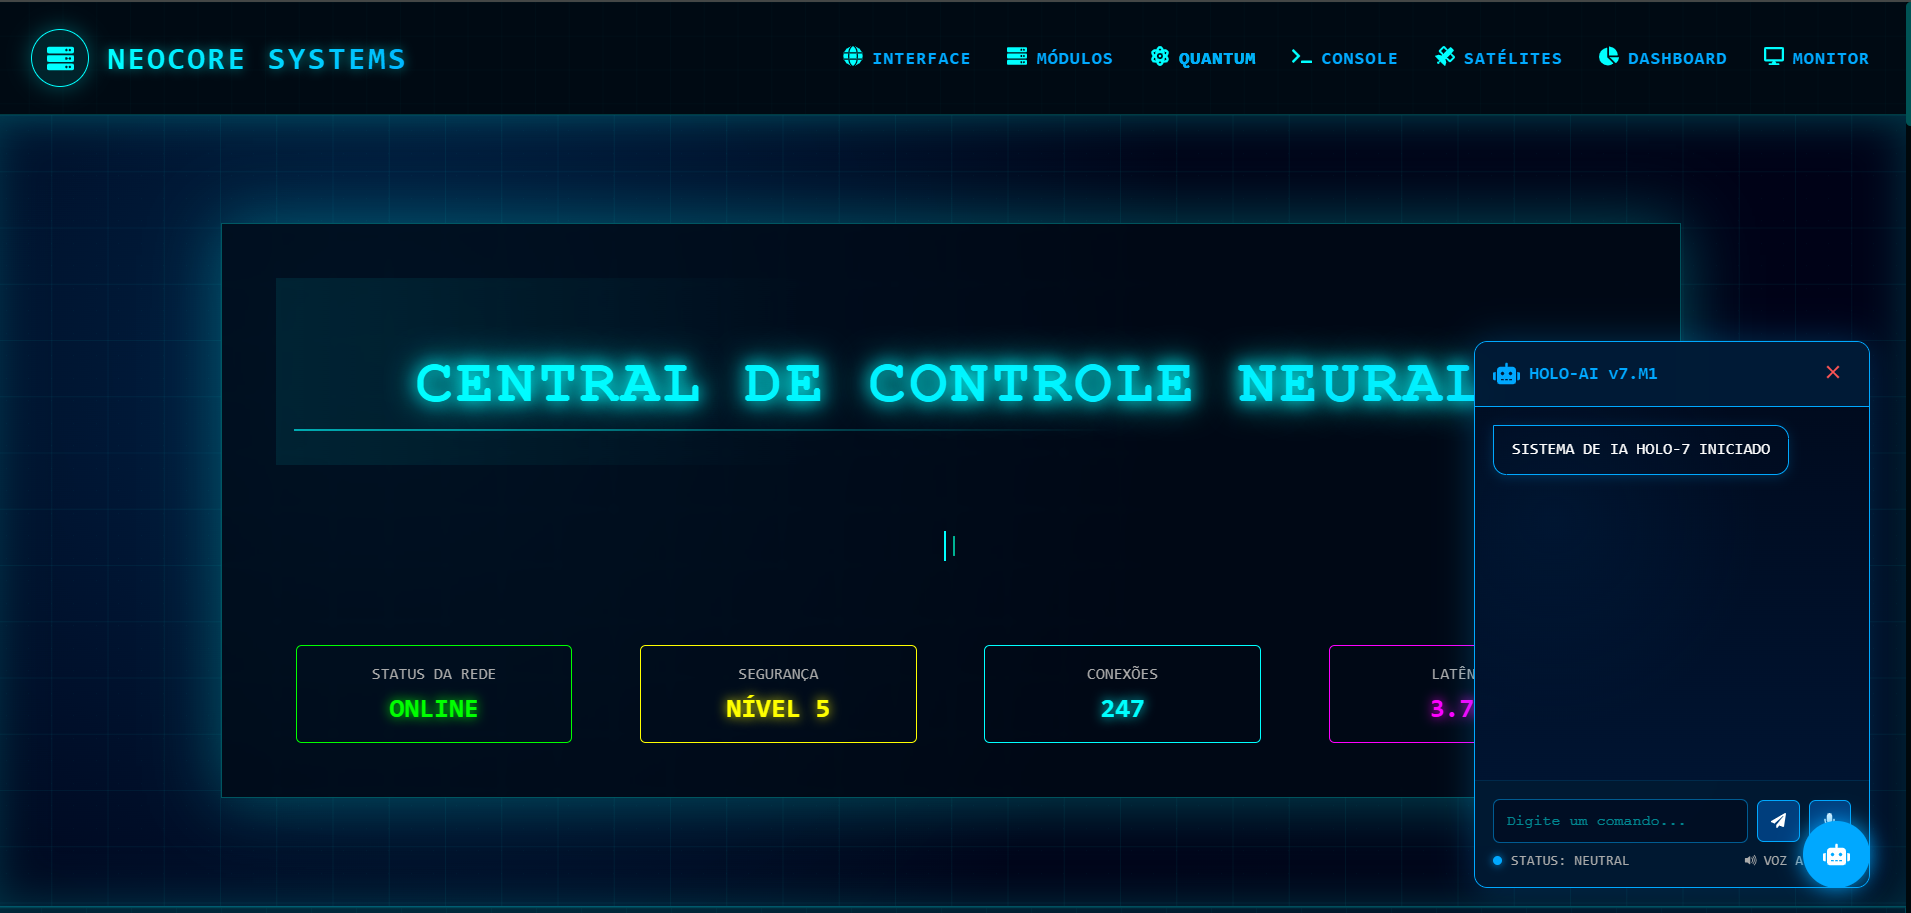 NEOCORE SYSTEMS
INTERFACE MÓDULOS QUANTUM CONSOLE SATÉLITES DASHBOARD MONITOR
CENTRAL DE CONTROLE NEURAL
STATUS DA REDE
ONLINE
SEGURANÇA
NÍVEL 5
CONEXÕES
247
LATÊN
3.7
HOLO-AI v7.M1
SISTEMA DE IA HOLO-7 INICIADO
Digite um comando...
STATUS: NEUTRAL
VOZ A